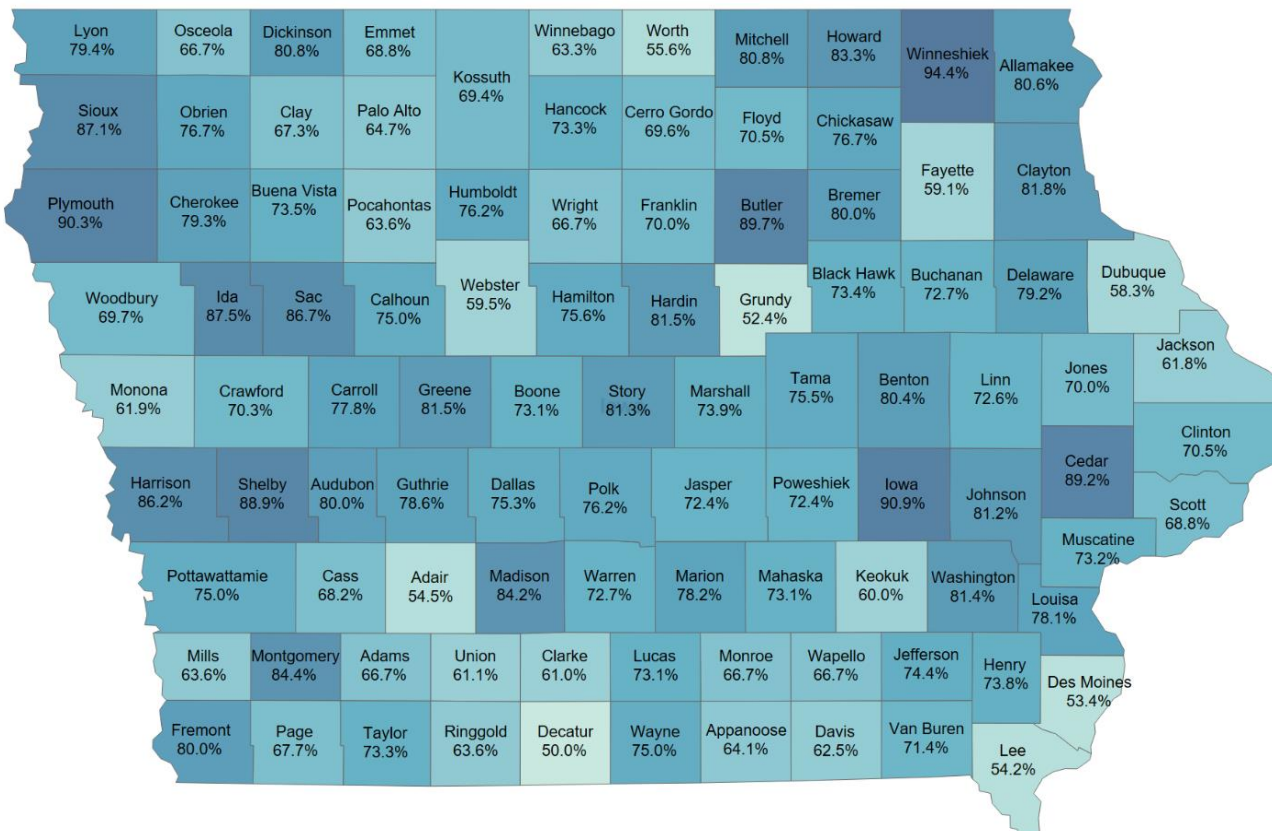 Lyon
79.4%
Osceola
66.7%
Dickinson
80.8%
Emmet
68.8%
Kossuth
69.4%
Winnebago
63.3%
Worth
55.6%
Mitchell
80.8%
Howard
83.3%
Winneshiek
94.4%
Allamakee
80.6%
Sioux
87.1%
Obrien
76.7%
Clay
67.3%
Palo Alto
64.7%
Hancock
73.3%
Cerro Gordo
69.6%
Floyd
70.5%
Chickasaw
76.7%
Fayette
59.1%
Clayton
81.8%
Plymouth
90.3%
Cherokee
79.3%
Buena Vista
73.5%
Pocahontas
63.6%
Humboldt
76.2%
Wright
66.7%
Franklin
70.0%
Butler
89.7%
Bremer
80.0%
Woodbury
69.7%
Ida
87.5%
Sac
86.7%
Calhoun
75.0%
Webster
59.5%
Hamilton
75.6%
Hardin
81.5%
Grundy
52.4%
Black Hawk
73.4%
Buchanan
72.7%
Delaware
79.2%
Dubuque
58.3%
Monona
61.9%
Crawford
70.3%
Carroll
77.8%
Greene
81.5%
Boone
73.1%
Story
81.3%
Marshall
73.9%
Tama
75.5%
Benton
80.4%
Linn
72.6%
Jones
70.0%
Jackson
61.8%
Clinton
70.5%
Harrison
86.2%
Shelby
88.9%
Audubon
80.0%
Guthrie
78.6%
Dallas
75.3%
Polk
76.2%
Jasper
72.4%
Poweshiek
72.4%
Iowa
90.9%
Johnson
81.2%
Cedar
89.2%
Scott
68.8%
Muscatine
73.2%
Pottawattamie
75.0%
Cass
68.2%
Adair
54.5%
Madison
84.2%
Warren
72.7%
Marion
78.2%
Mahaska
73.1%
Keokuk
60.0%
Washington
81.4%
Louisa
78.1%
Mills
63.6%
Montgomery
84.4%
Adams
66.7%
Union
61.1%
Clarke
61.0%
Lucas
73.1%
Monroe
66.7%
Wapello
66.7%
Jefferson
74.4%
Henry
73.8%
Des Moines
53.4%
Fremont
80.0%
Page
67.7%
Taylor
73.3%
Ringgold
63.6%
Decatur
50.0%
Wayne
75.0%
Appanoose
64.1%
Davis
62.5%
Van Buren
71.4%
Lee
54.2%